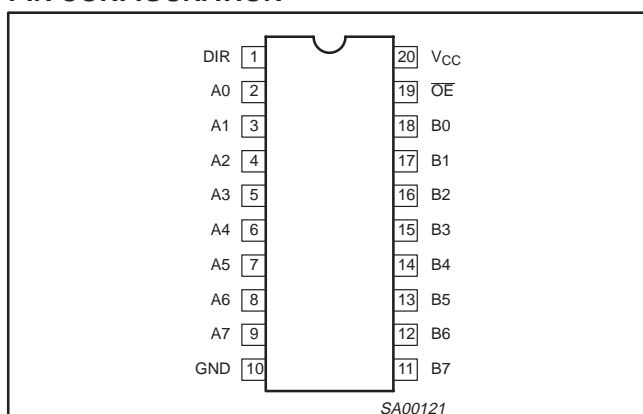 DIR 1 20 VCC
A0 2 19 OE
A1 3 18 B0
A2 4 17 B1
A3 5 16 B2
A4 6 15 B3
A5 7 14 B4
A6 8 13 B5
A7 9 12 B6
GND 10 11 B7
SA00121